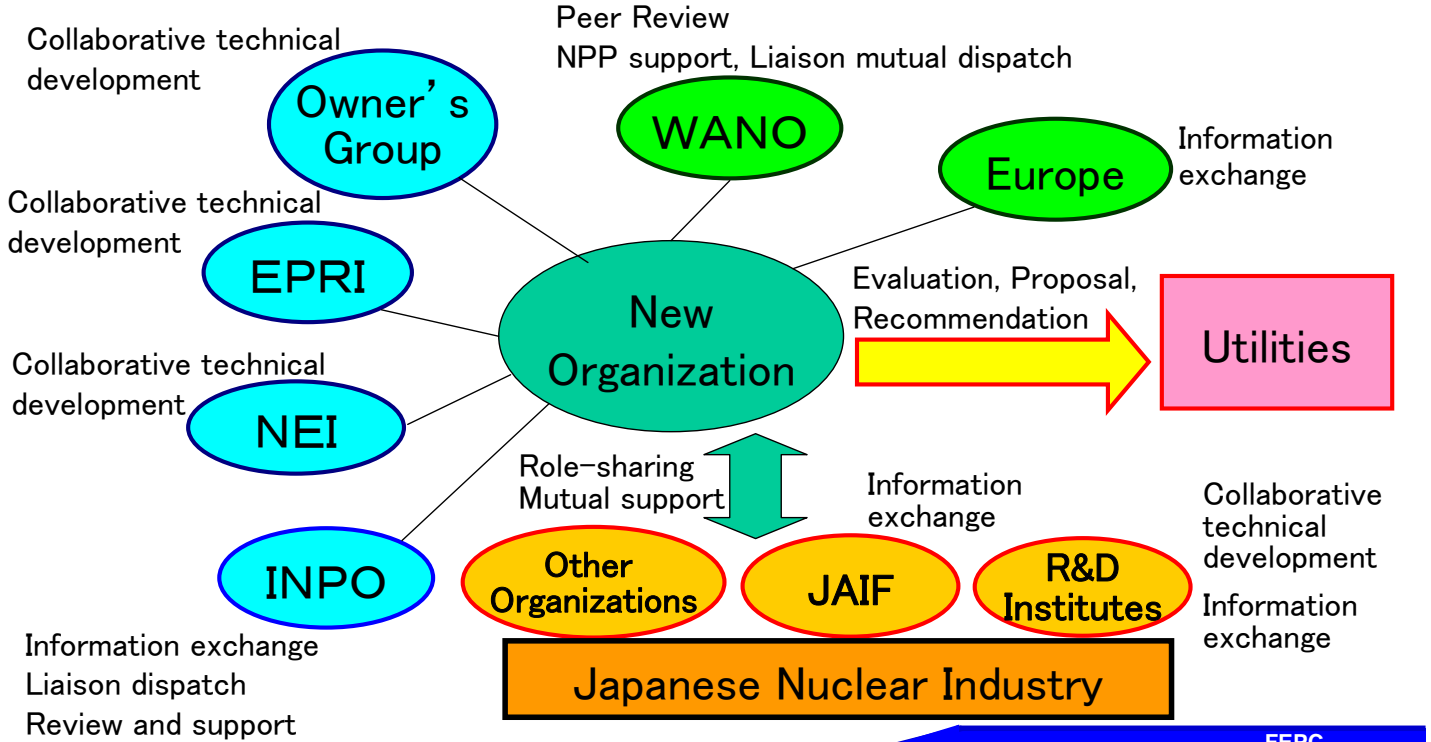 Peer Review
NPP support, Liaison mutual dispatch
Collaborative technical
development
Owner's
Group
WANO
Europe
Information
exchange
Collaborative technical
development
EPRI
New
Organization
Evaluation, Proposal,
Recommendation
Utilities
Collaborative technical
development
NEI
Role-sharing
Mutual support
Information
exchange
Collaborative
technical
development
Information
exchange
INPO
Other
Organizations
JAIF
R&D
Institutes
Information exchange
Liaison dispatch
Review and support
Japanese Nuclear Industry